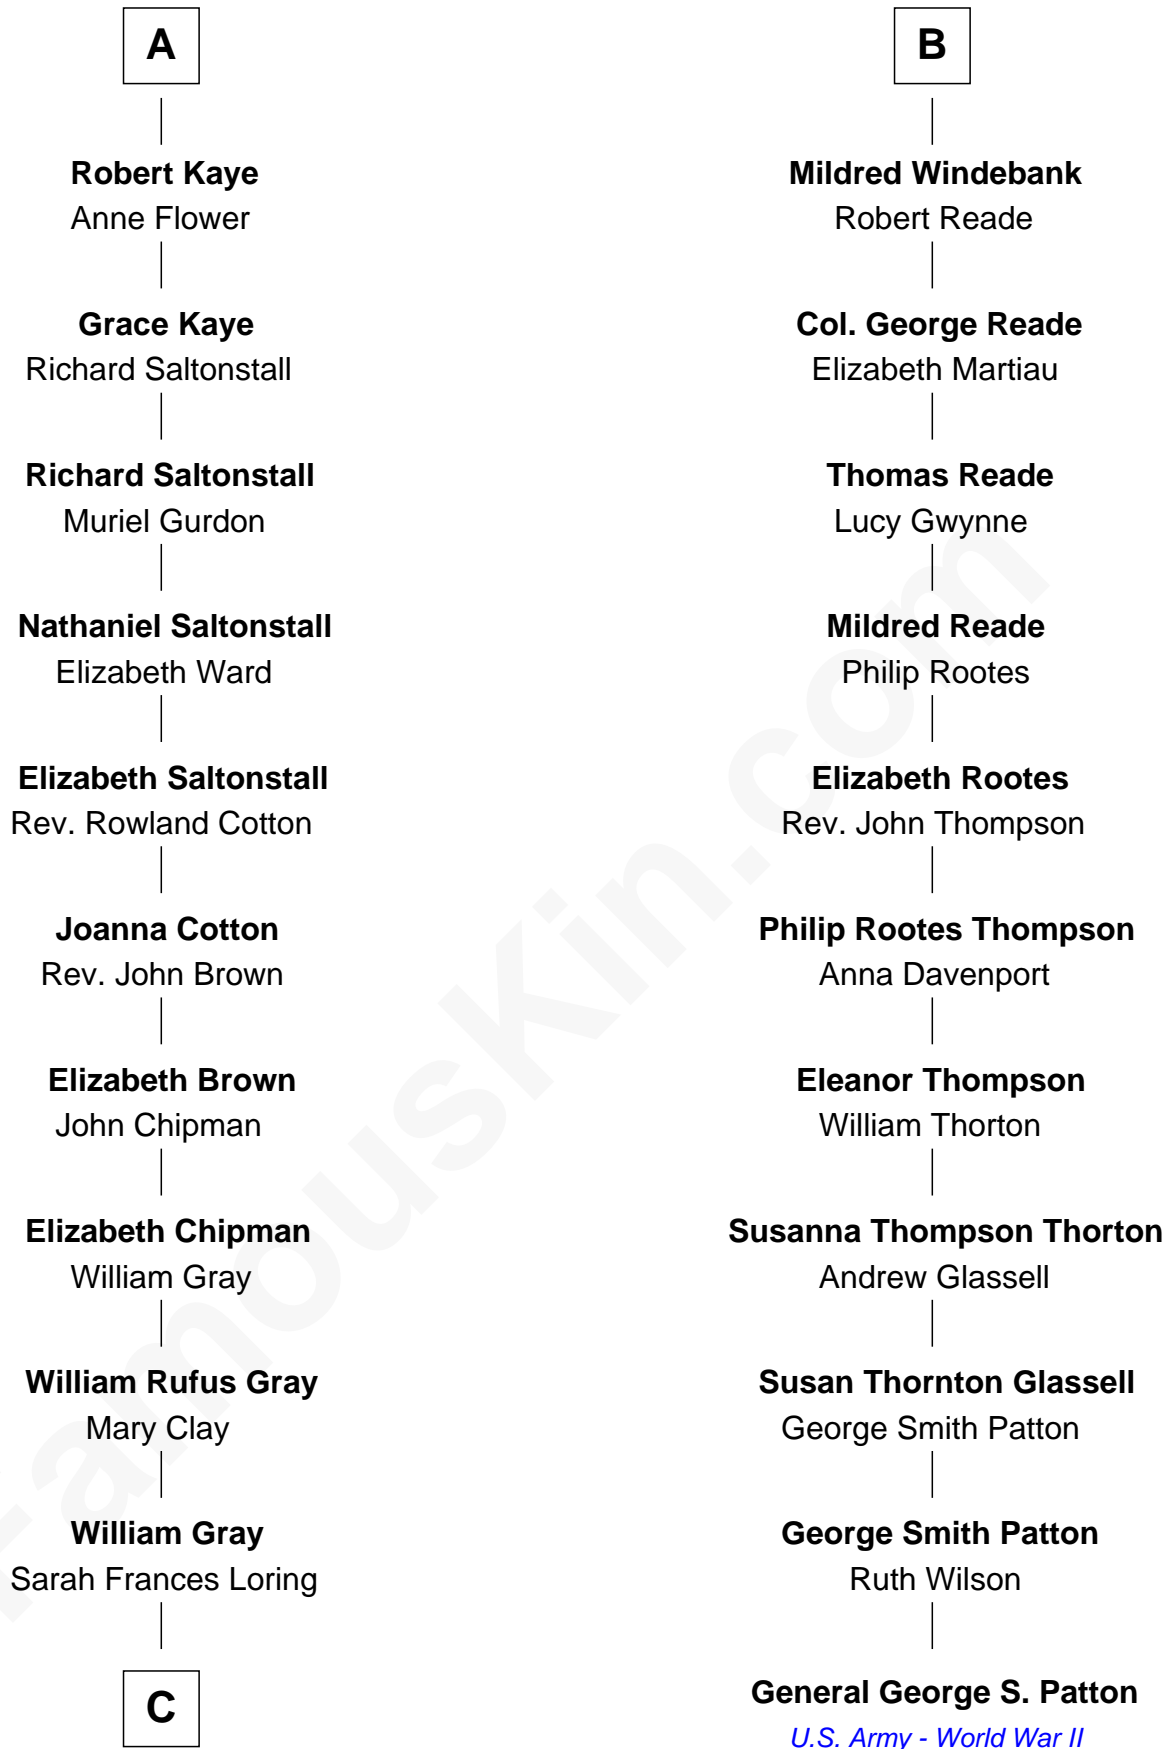 A
Robert Kaye
Anne Flower
Grace Kaye
Richard Saltonstall
Richard Saltonstall
Muriel Gurdon
Nathaniel Saltonstall
Elizabeth Ward
Elizabeth Saltonstall
Rev. Rowland Cotton
Joanna Cotton
Rev. John Brown
Elizabeth Brown
John Chipman
Elizabeth Chipman
William Gray
William Rufus Gray
Mary Clay
William Gray
Sarah Frances Loring
C
B
Mildred Windebank
Robert Reade
Col. George Reade
Elizabeth Martiau
Thomas Reade
Lucy Gwynne
Mildred Reade
Philip Rootes
Elizabeth Rootes
Rev. John Thompson
Philip Rootes Thompson
Anna Davenport
Eleanor Thompson
William Thorton
Susanna Thompson Thorton
Andrew Glassell
Susan Thornton Glassell
George Smith Patton
George Smith Patton
Ruth Wilson
General George S. Patton
U.S. Army - World War II
FamousKin.com